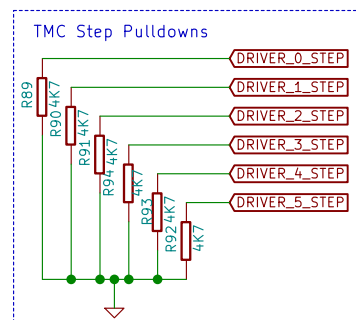 TMC Step Pulldowns
DRIVER_0_STEP
R89
4K7
DRIVER_1_STEP
R90
4K7
DRIVER_2_STEP
R91
4K7
DRIVER_3_STEP
R94
4K7
DRIVER_4_STEP
R93
4K7
DRIVER_5_STEP
R92
4K7